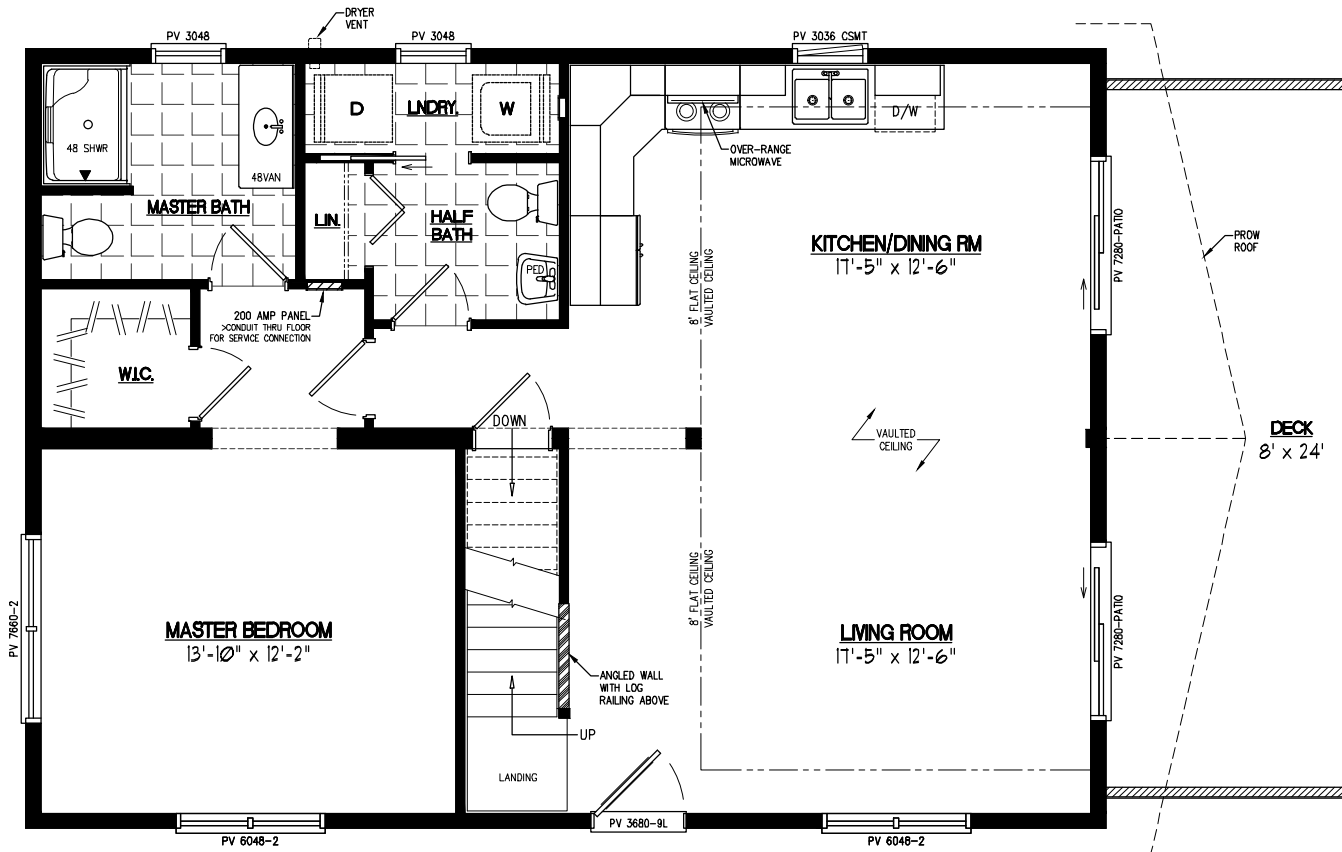 DRYER
VENT
PV 3048
PV 3048
PV 3036 CSMT
D
LNDRY.
W
D/W
48 SHWR
48VAN
OVER-RANGE
MICROWAVE
MASTER BATH
LIN.
HALF
BATH
PED
KITCHEN/DINING RM
17'-5" x 12'-6"
PV 7280-PATIO
PROW
ROOF
200 AMP PANEL
>CONDUIT THRU FLOOR
FOR SERVICE CONNECTION
8' FLAT CEILING
VAULTED CEILING
W.I.C.
DOWN
VAULTED
CEILING
DECK
8' x 24'
PV 7660-2
MASTER BEDROOM
13'-10" x 12'-2"
8' FLAT CEILING
VAULTED CEILING
LIVING ROOM
17'-5" x 12'-6"
PV 7280-PATIO
ANGLED WALL
WITH LOG
RAILING ABOVE
UP
LANDING
PV 6048-2
PV 3680-9L
PV 6048-2